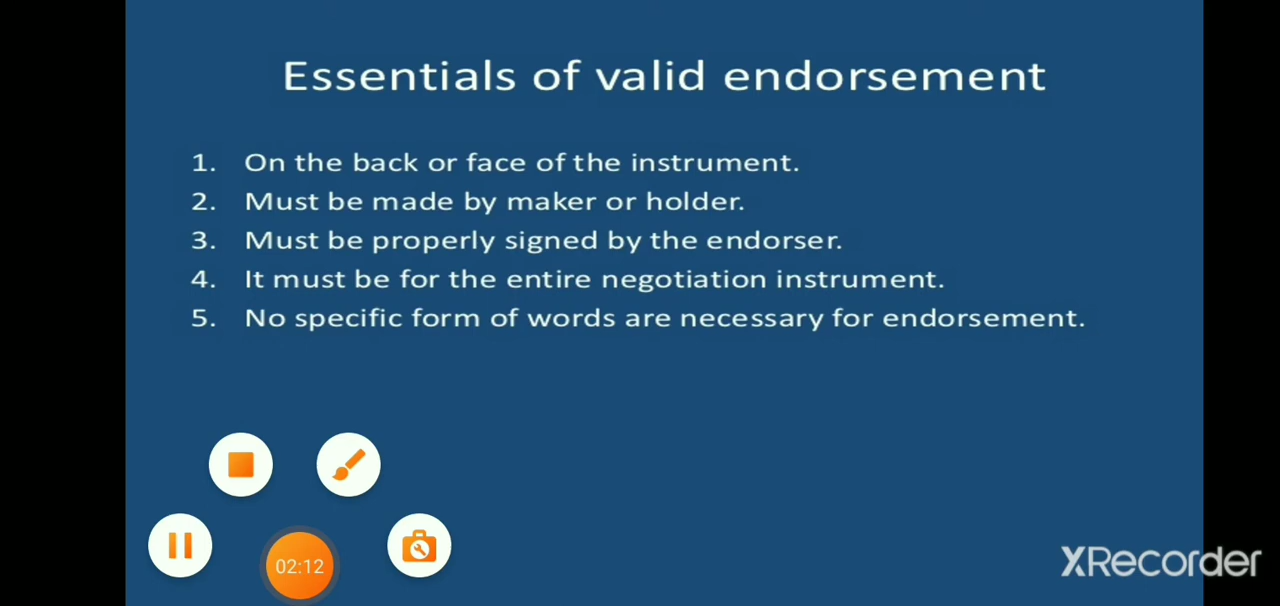 Essentials of valid endorsement
1. On the back or face of the instrument.
2. Must be made by maker or holder.
3. Must be properly signed by the endorser.
4. It must be for the entire negotiation instrument.
5. No specific form of words are necessary for endorsement.
02:12
XRecorder